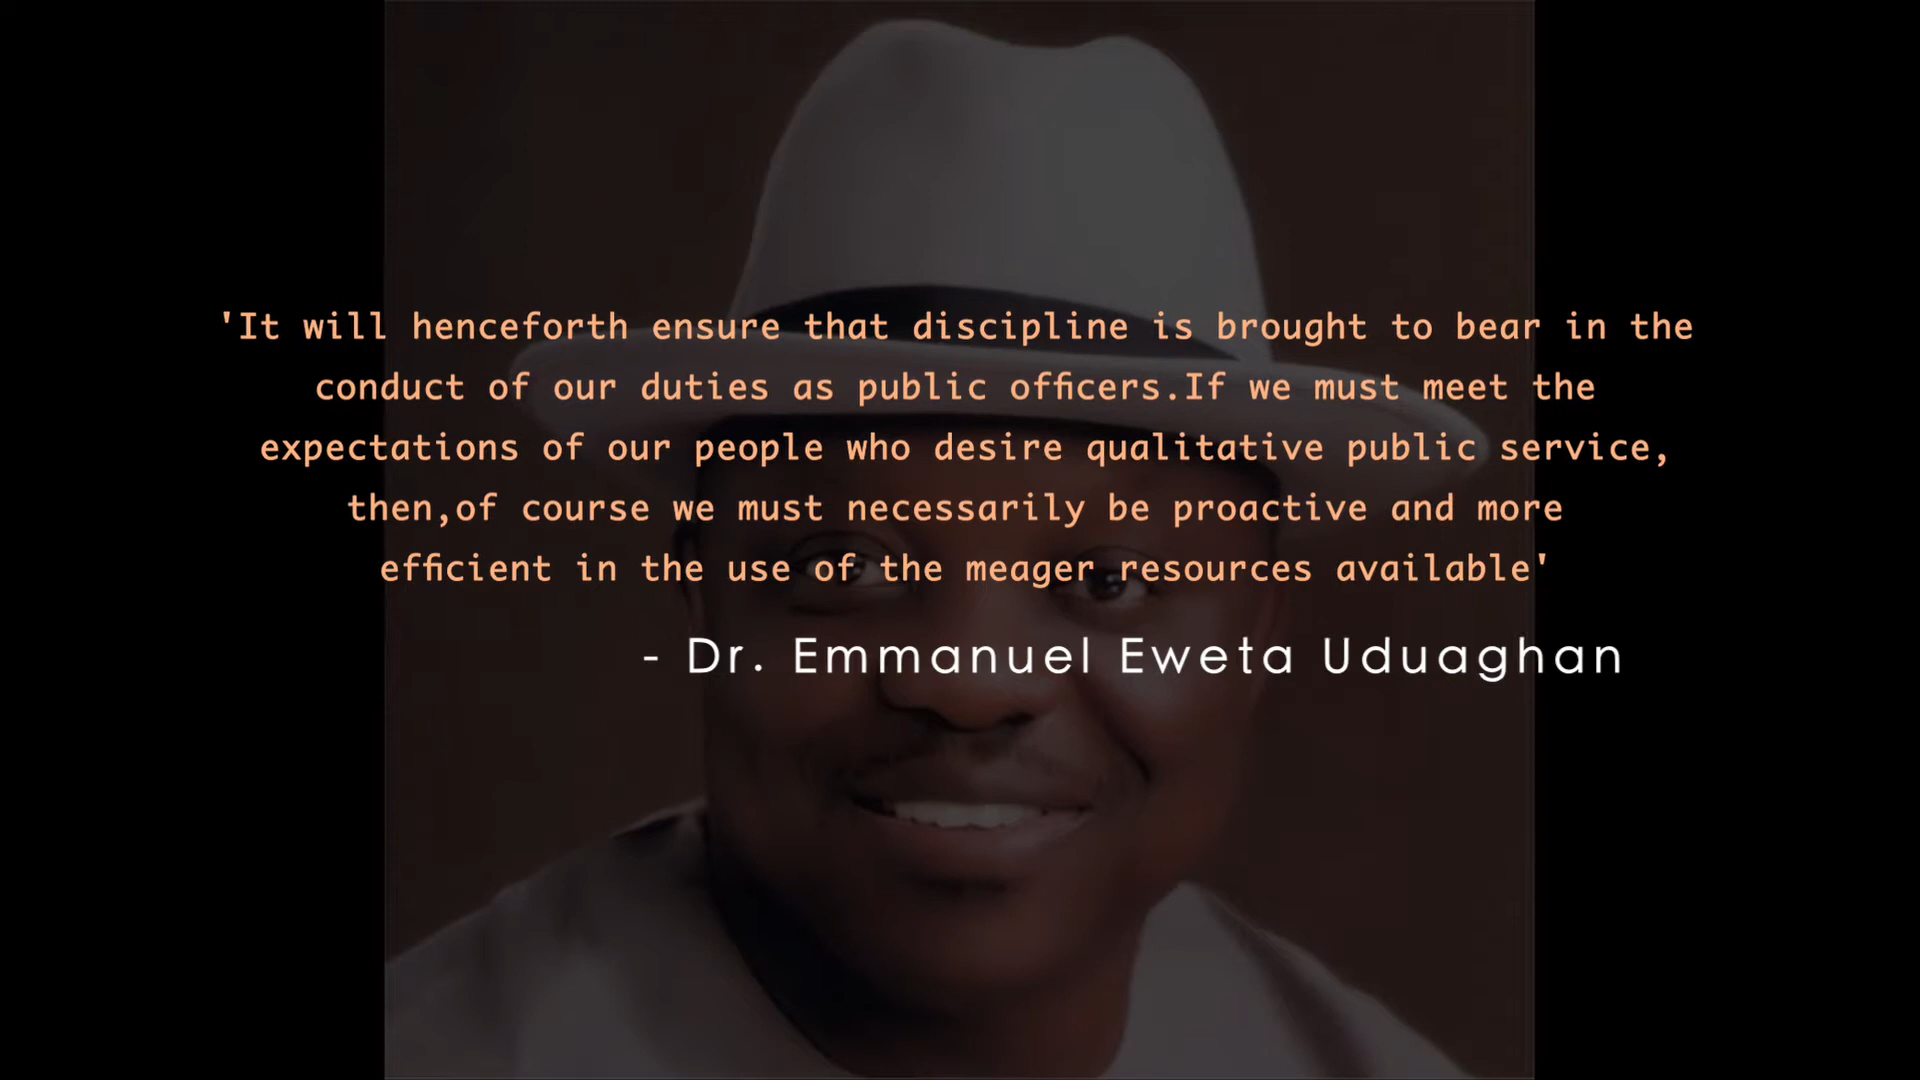 'It will henceforth ensure that discipline is brought to bear in the
conduct of our duties as public officers.If we must meet the
expectations of our people who desire qualitative public service,
then,of course we must necessarily be proactive and more
efficient in the use of the meager resources available'
- Dr. Emmanuel Eweta Uduaghan